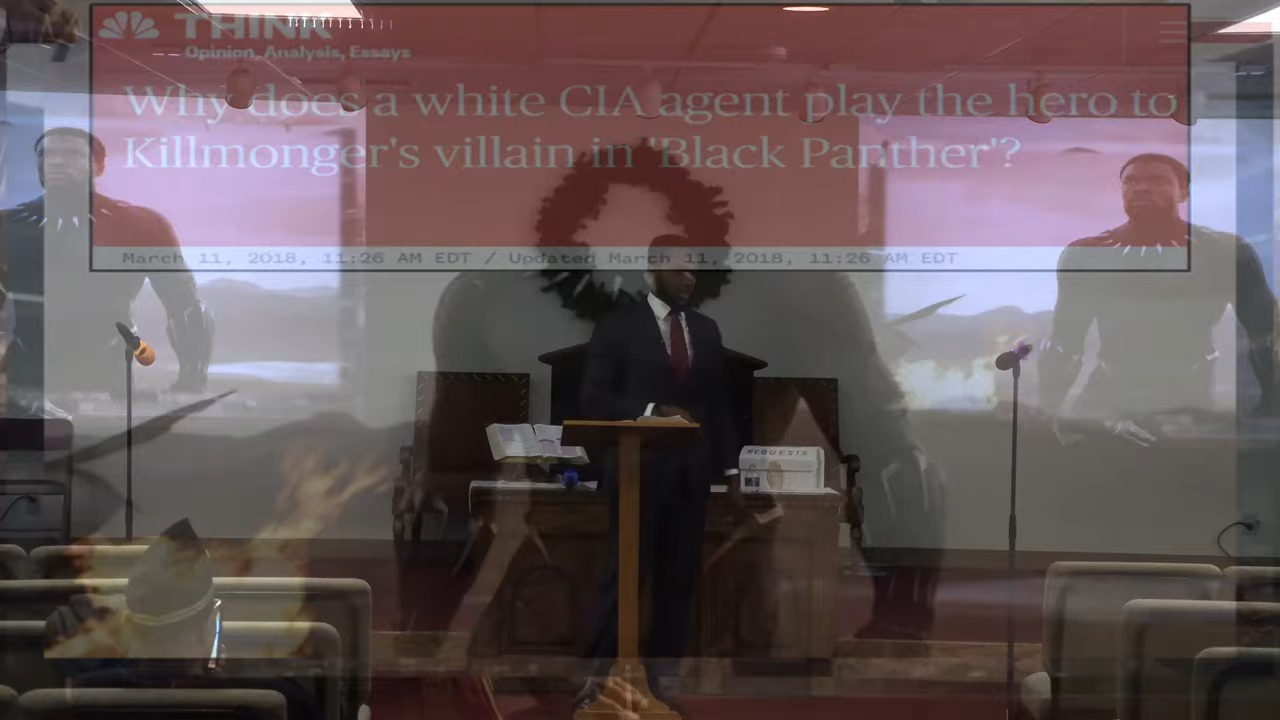 THINK
Opinion, Analysis, Essays
Why does a white CIA agent play the hero to
Killmonger's villain in 'Black Panther'?
March 11, 2018, 11:26 AM EDT / Updated March 11, 2018, 11:26 AM EDT
REQUESTS